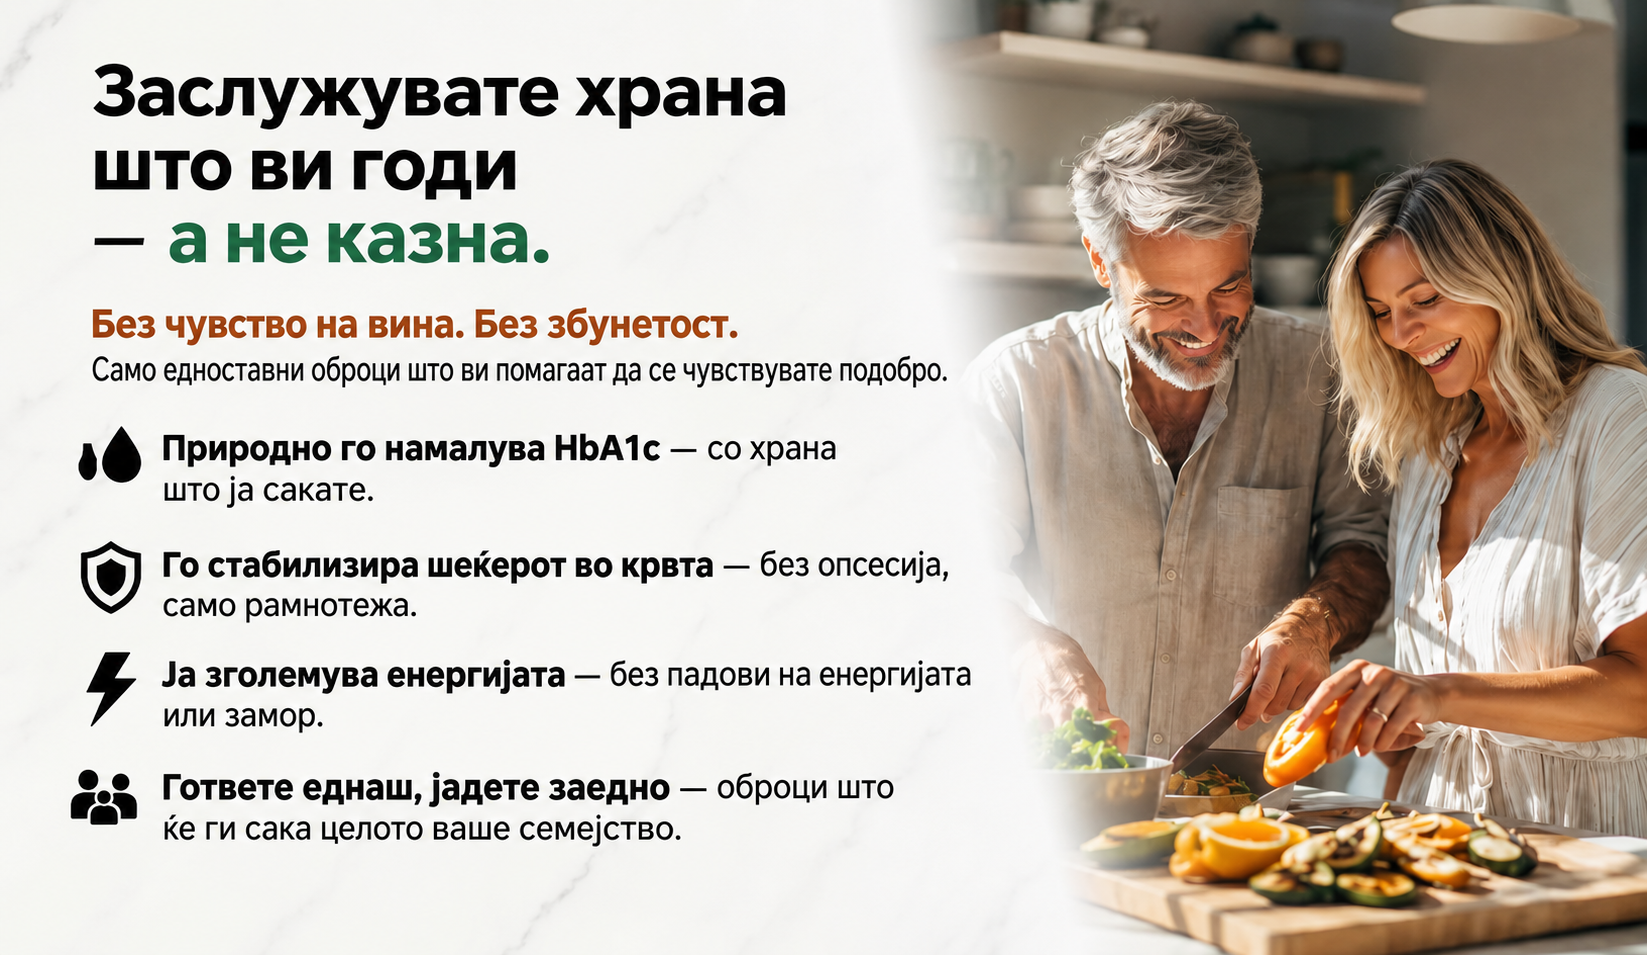 Заслужувате храна
што ви годи
— а не казна.
Без чувство на вина. Без збунетост.
Само едноставни оброци што ви помагаат да се чувствувате подобро.
Природно го намалува HbA1c — со храна
што ја сакате.
Го стабилизира шеќерот во крвта — без опсесија,
само рамнотежа.
Ја зголемува енергијата — без падови на енергијата
или замор.
Гответе еднаш, јадете заедно — оброци што
ќе ги сака целото ваше семејство.